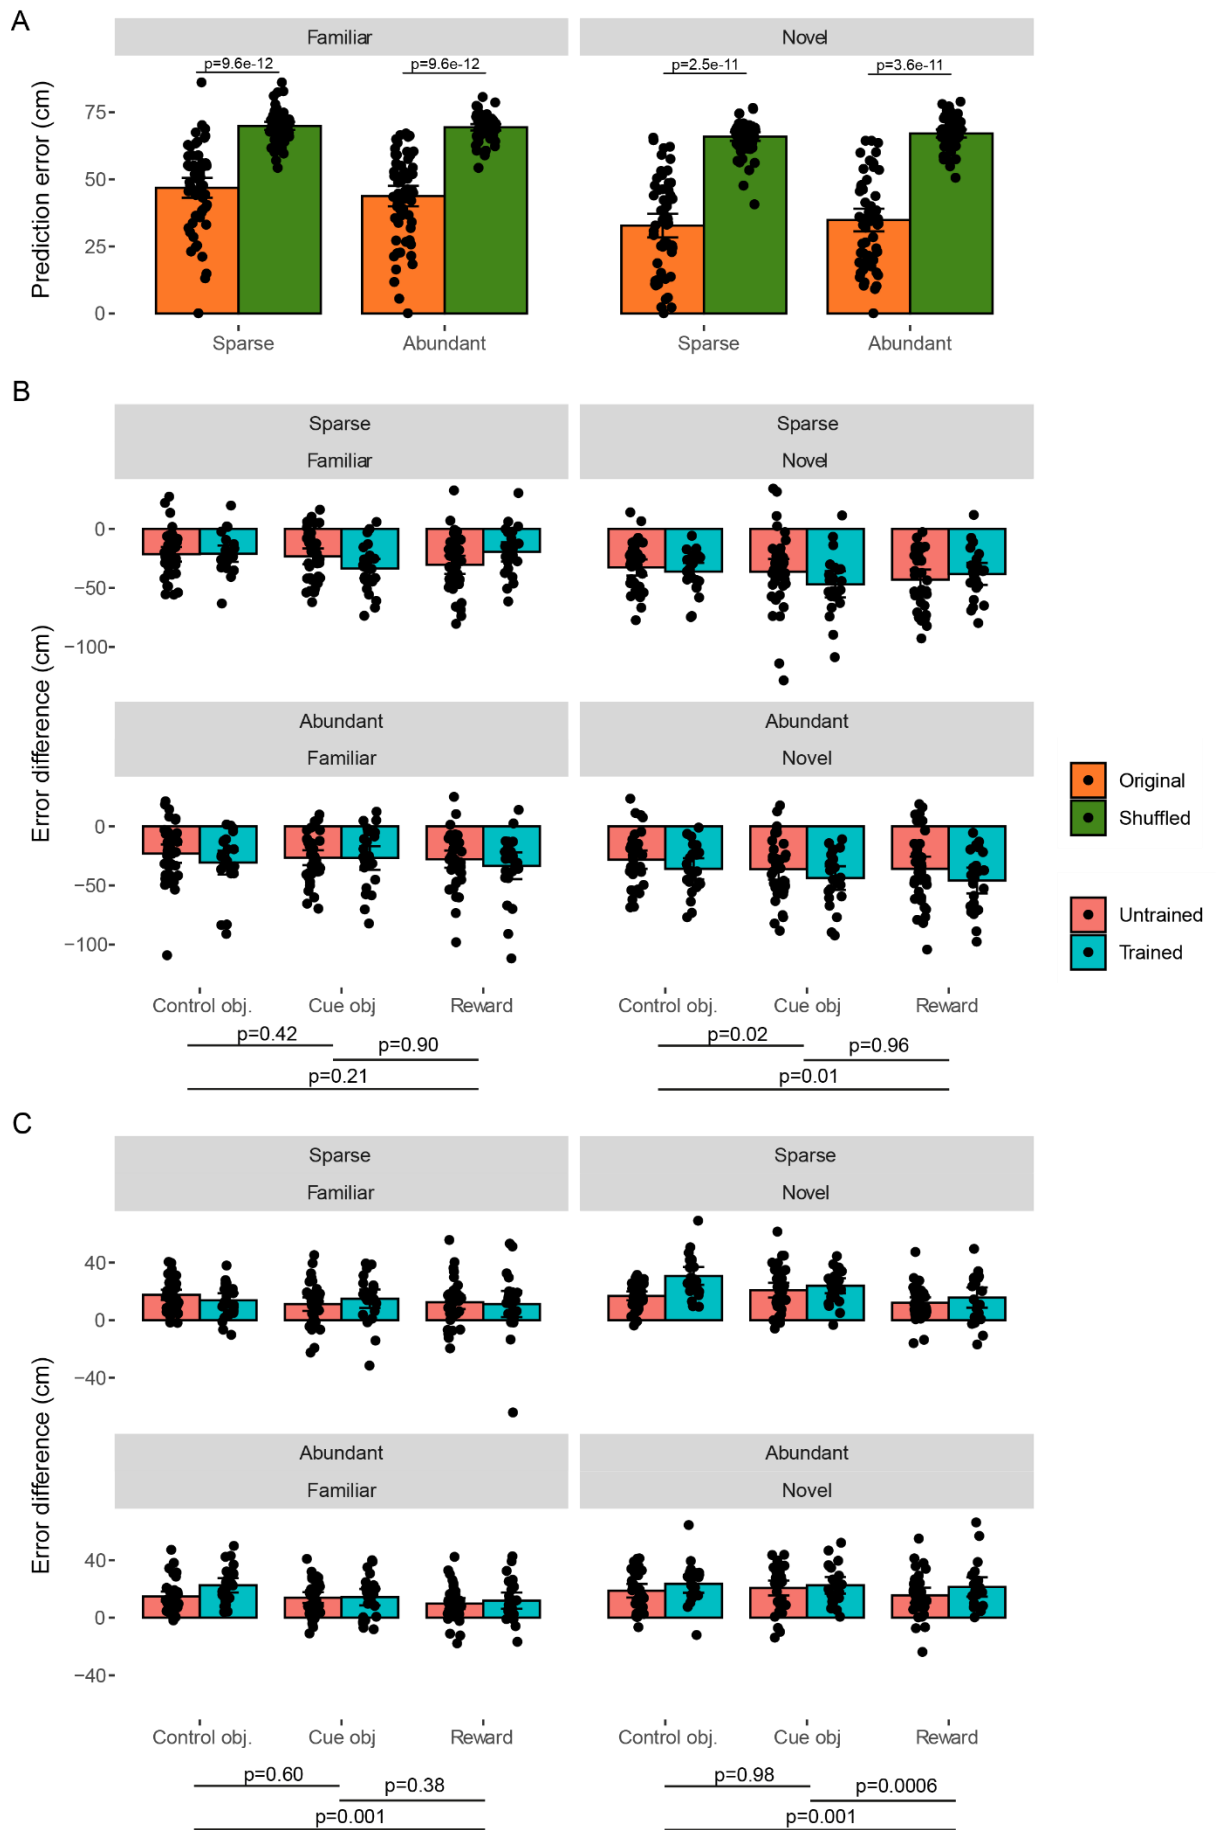 A
Familiar
Novel
p=9.6e-12
p=9.6e-12
p=2.5e-11
p=3.6e-11
Prediction error (cm)
75
50
25
0
Sparse
Abundant
Sparse
Abundant
B
Sparse
Familiar
Sparse
Novel
0
−50
−100
Error difference (cm)
Abundant
Familiar
Abundant
Novel
0
−50
−100
Original
Shuffled
Untrained
Trained
Control obj.
Cue obj
Reward
Control obj.
Cue obj
Reward
p=0.42
p=0.90
p=0.21
p=0.02
p=0.96
p=0.01
C
Sparse
Familiar
Sparse
Novel
40
0
−40
Error difference (cm)
Abundant
Familiar
Abundant
Novel
40
0
−40
Control obj.
Cue obj
Reward
Control obj.
Cue obj
Reward
p=0.60
p=0.38
p=0.001
p=0.98
p=0.0006
p=0.001